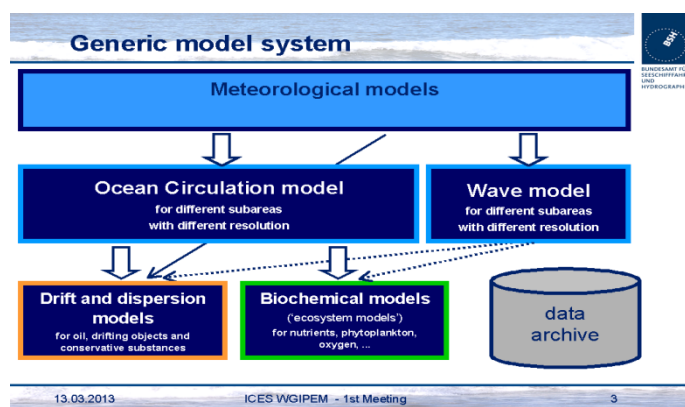 Generic model system
BSH
BUNDESAMT FÜ
SEESCHIFFFAHR
UND
HYDROGRAPHIE
Meteorological models
Ocean Circulation model
for different subareas
with different resolution
Wave model
for different subareas
with different resolution
Drift and dispersion
models
for oil, drifting objects and
conservative substances
Biochemical models
(‘ecosystem models’)
for nutrients, phytoplankton,
oxygen, ...
data
archive
13.03.2013
ICES WGIPEM - 1st Meeting
3